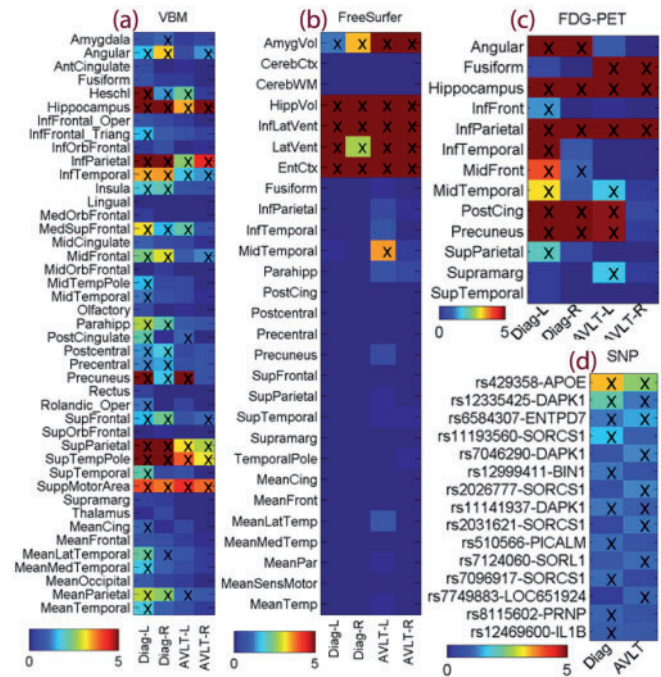 (a) VBM
Amygdala
Angular
AntCingulate
Fusiform
Heschl
Hippocampus
InfFrontal_Oper
InfFrontal_Triang
InfOrbFrontal
InfParietal
InfTemporal
Insula
Lingual
MedOrbFrontal
MedSupFrontal
MidCingulate
MidFrontal
MidOrbFrontal
MidTempPole
MidTemporal
Olfactory
Parahipp
PostCingulate
Postcentral
Precentral
Precuneus
Rectus
Rolandic_Oper
SupFrontal
SupOrbFrontal
SupParietal
SupTempPole
SupTemporal
SuppMotorArea
Supramarg
Thalamus
MeanCing
MeanFrontal
MeanLatTemporal
MeanMedTemporal
MeanOccipital
MeanParietal
MeanTemporal
0 5
Diag-L
Diag-R
AVLT-L
AVLT-R
(b) FreeSurfer
AmygVol
CerebCtx
CerebWM
HippVol
InfLatVent
LatVent
EntCtx
Fusiform
InfParietal
InfTemporal
MidTemporal
Parahipp
PostCing
Postcentral
Precentral
Precuneus
SupFrontal
SupParietal
SupTemporal
Supramarg
TemporalPole
MeanCing
MeanFront
MeanLatTemp
MeanMedTemp
MeanPar
MeanSensMotor
MeanTemp
0 5
Diag-L
Diag-R
AVLT-L
AVLT-R
(c) FDG-PET
Angular
Fusiform
Hippocampus
InfFront
InfParietal
InfTemporal
MidFront
MidTemporal
PostCing
Precuneus
SupParietal
Supramarg
SupTemporal
0 5
Diag-L
Diag-R
AVLT-L
AVLT-R
(d) SNP
rs429358-APOE
rs12335425-DAPK1
rs6584307-ENTPD7
rs11193560-SORCS1
rs7046290-DAPK1
rs12999411-BIN1
rs2026777-SORCS1
rs11141937-DAPK1
rs2031621-SORCS1
rs510566-PICALM
rs7124060-SORL1
rs7096917-SORCS1
rs7749883-LOC651924
rs8115602-PRNP
rs12469600-IL1B
0 5
Diag
AVLT